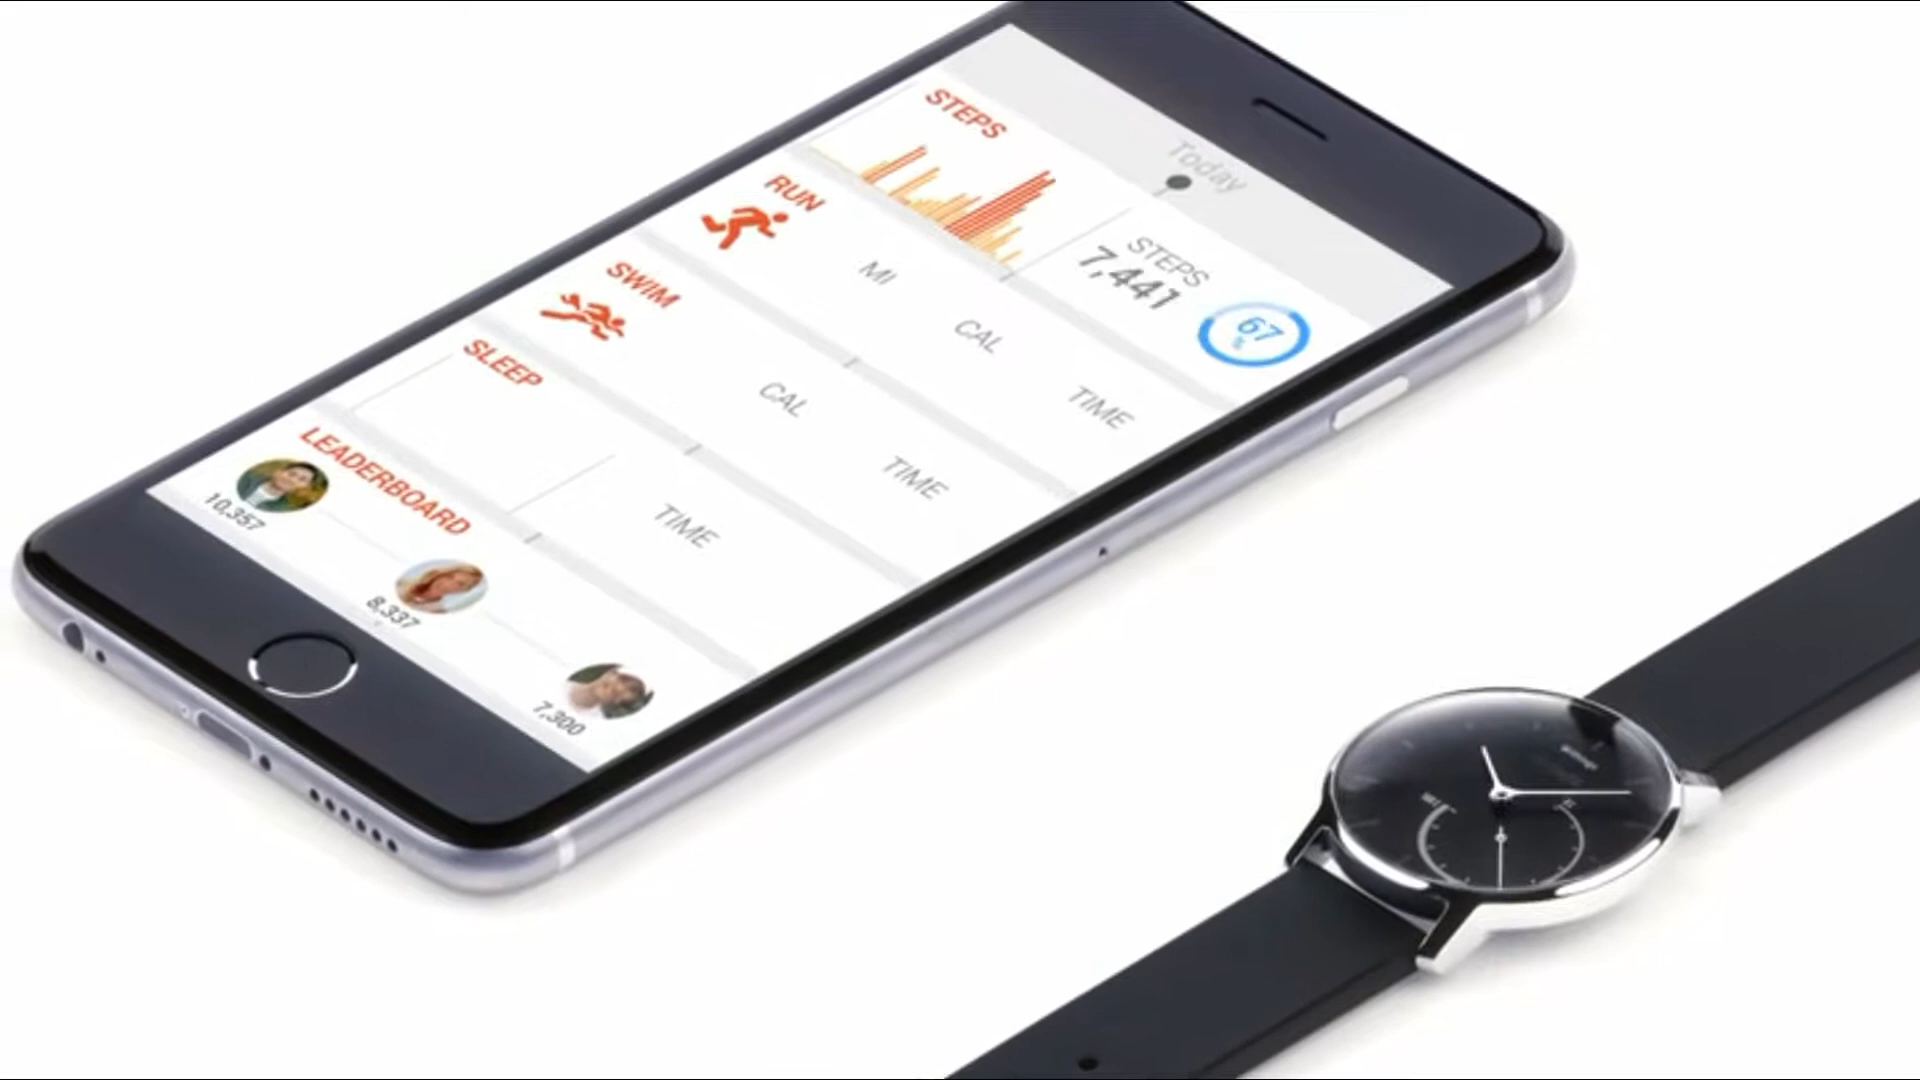 Today
STEPS
STEPS
7,441
67
%
RUN
MI
CAL
TIME
SWIM
CAL
TIME
SLEEP
TIME
LEADERBOARD
10,357
8,337
7,300